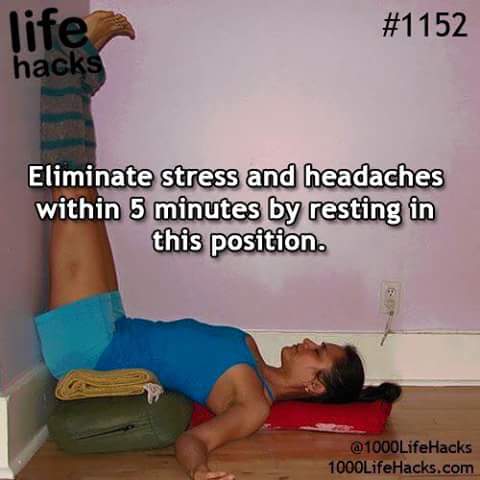 life
hacks
#1152
Eliminate stress and headaches
within 5 minutes by resting in
this position.
@1000LifeHacks
1000LifeHacks.com